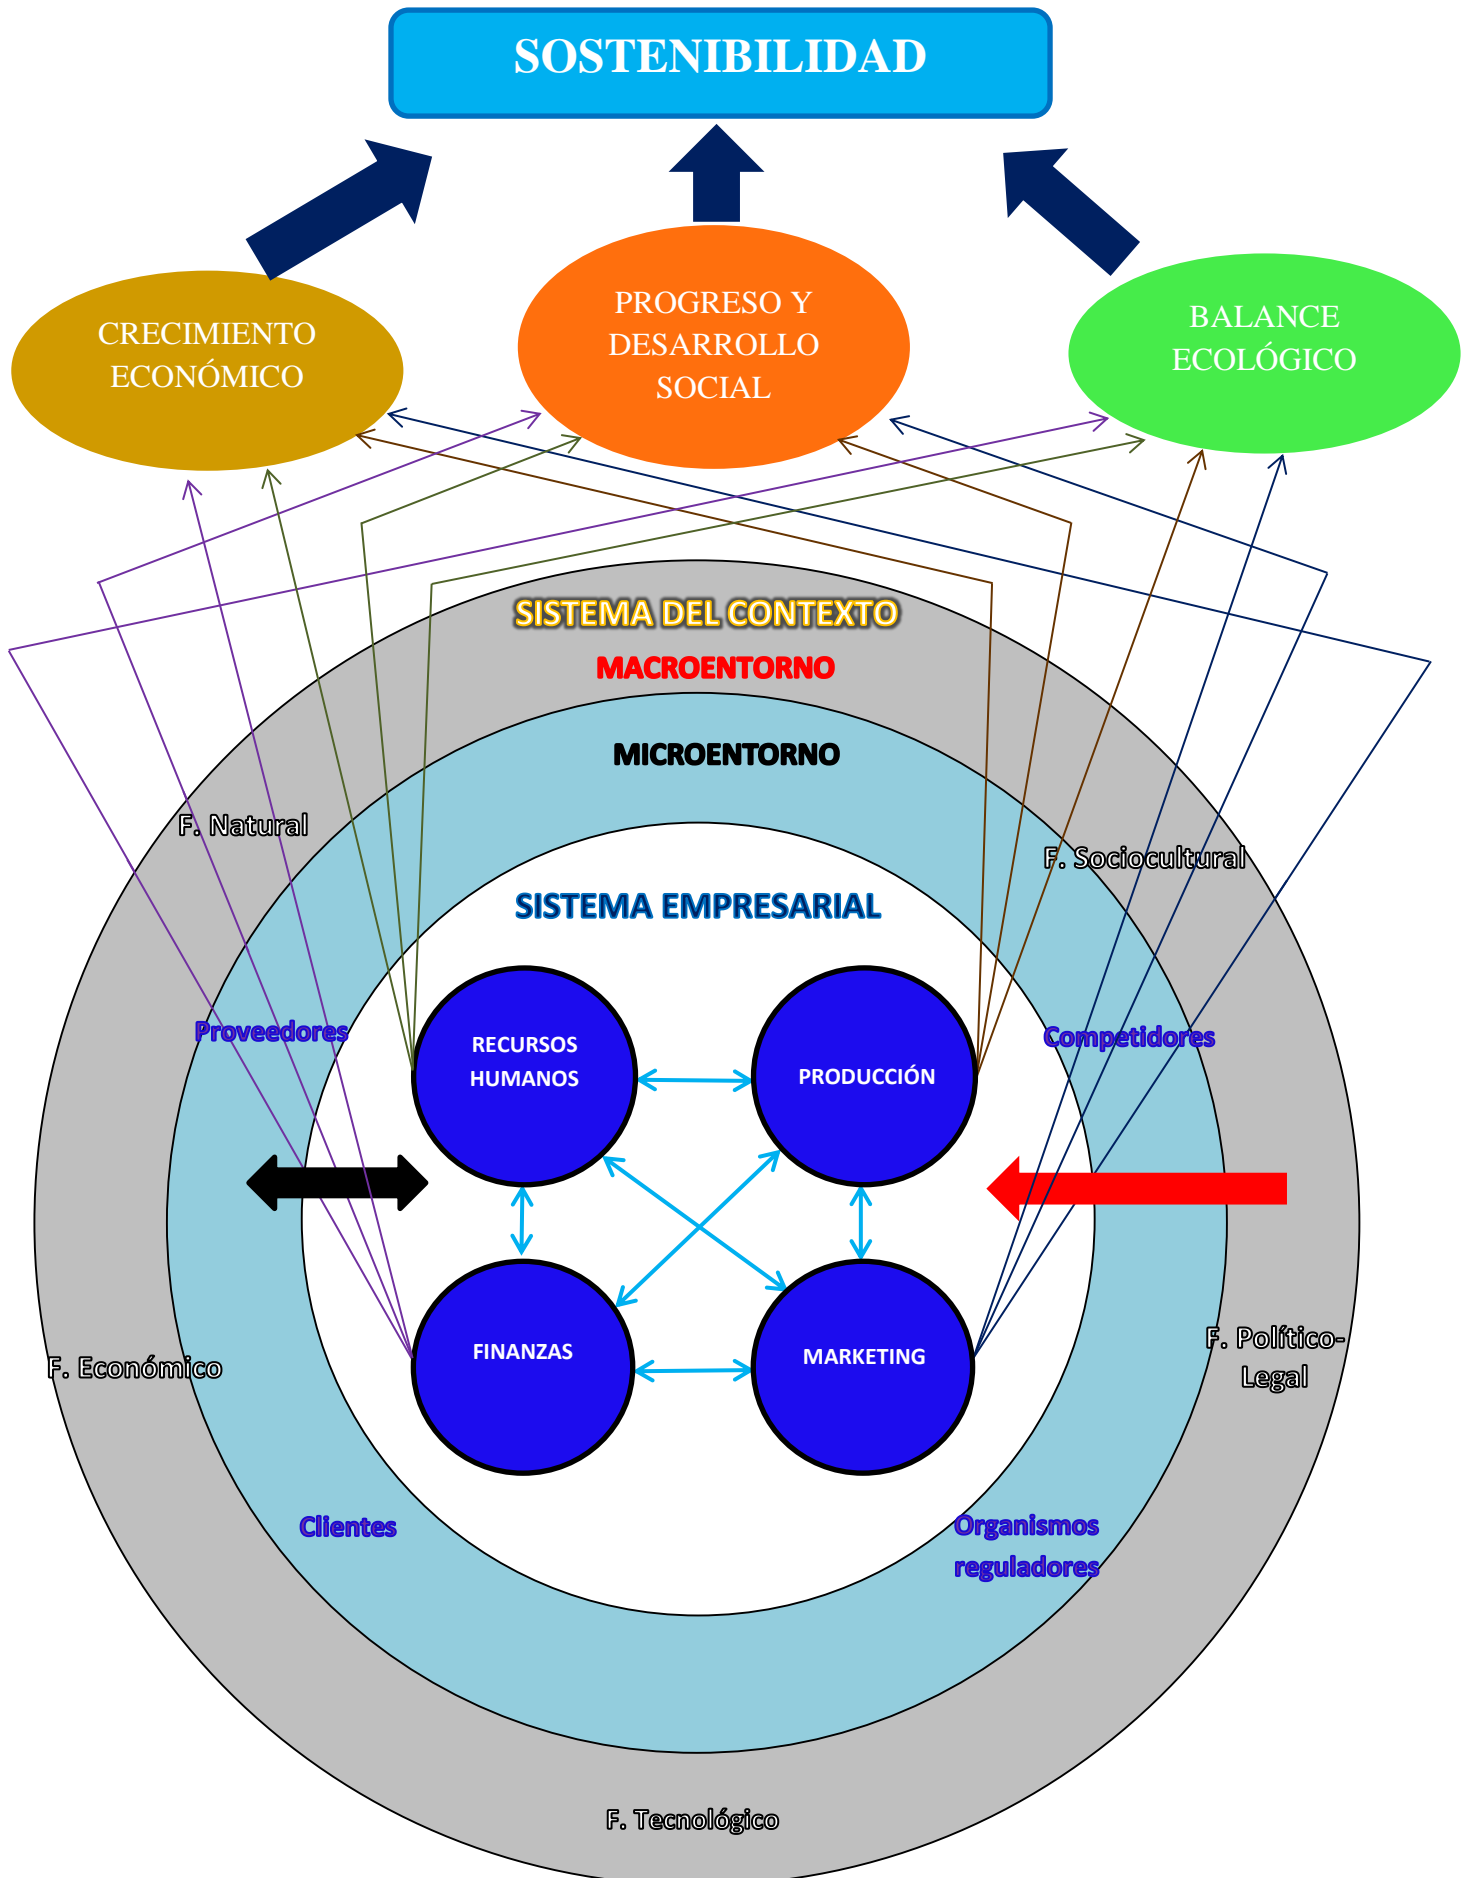 SOSTENIBILIDAD
CRECIMIENTO
ECONÓMICO
PROGRESO Y
DESARROLLO
SOCIAL
BALANCE
ECOLÓGICO
SISTEMA DEL CONTEXTO
MACROENTORNO
MICROENTORNO
F. Natural
F. Sociocultural
SISTEMA EMPRESARIAL
Proveedores
Competidores
RECURSOS
HUMANOS
PRODUCCIÓN
FINANZAS
MARKETING
F. Económico
F. Político-
Legal
Clientes
Organismos
reguladores
F. Tecnológico